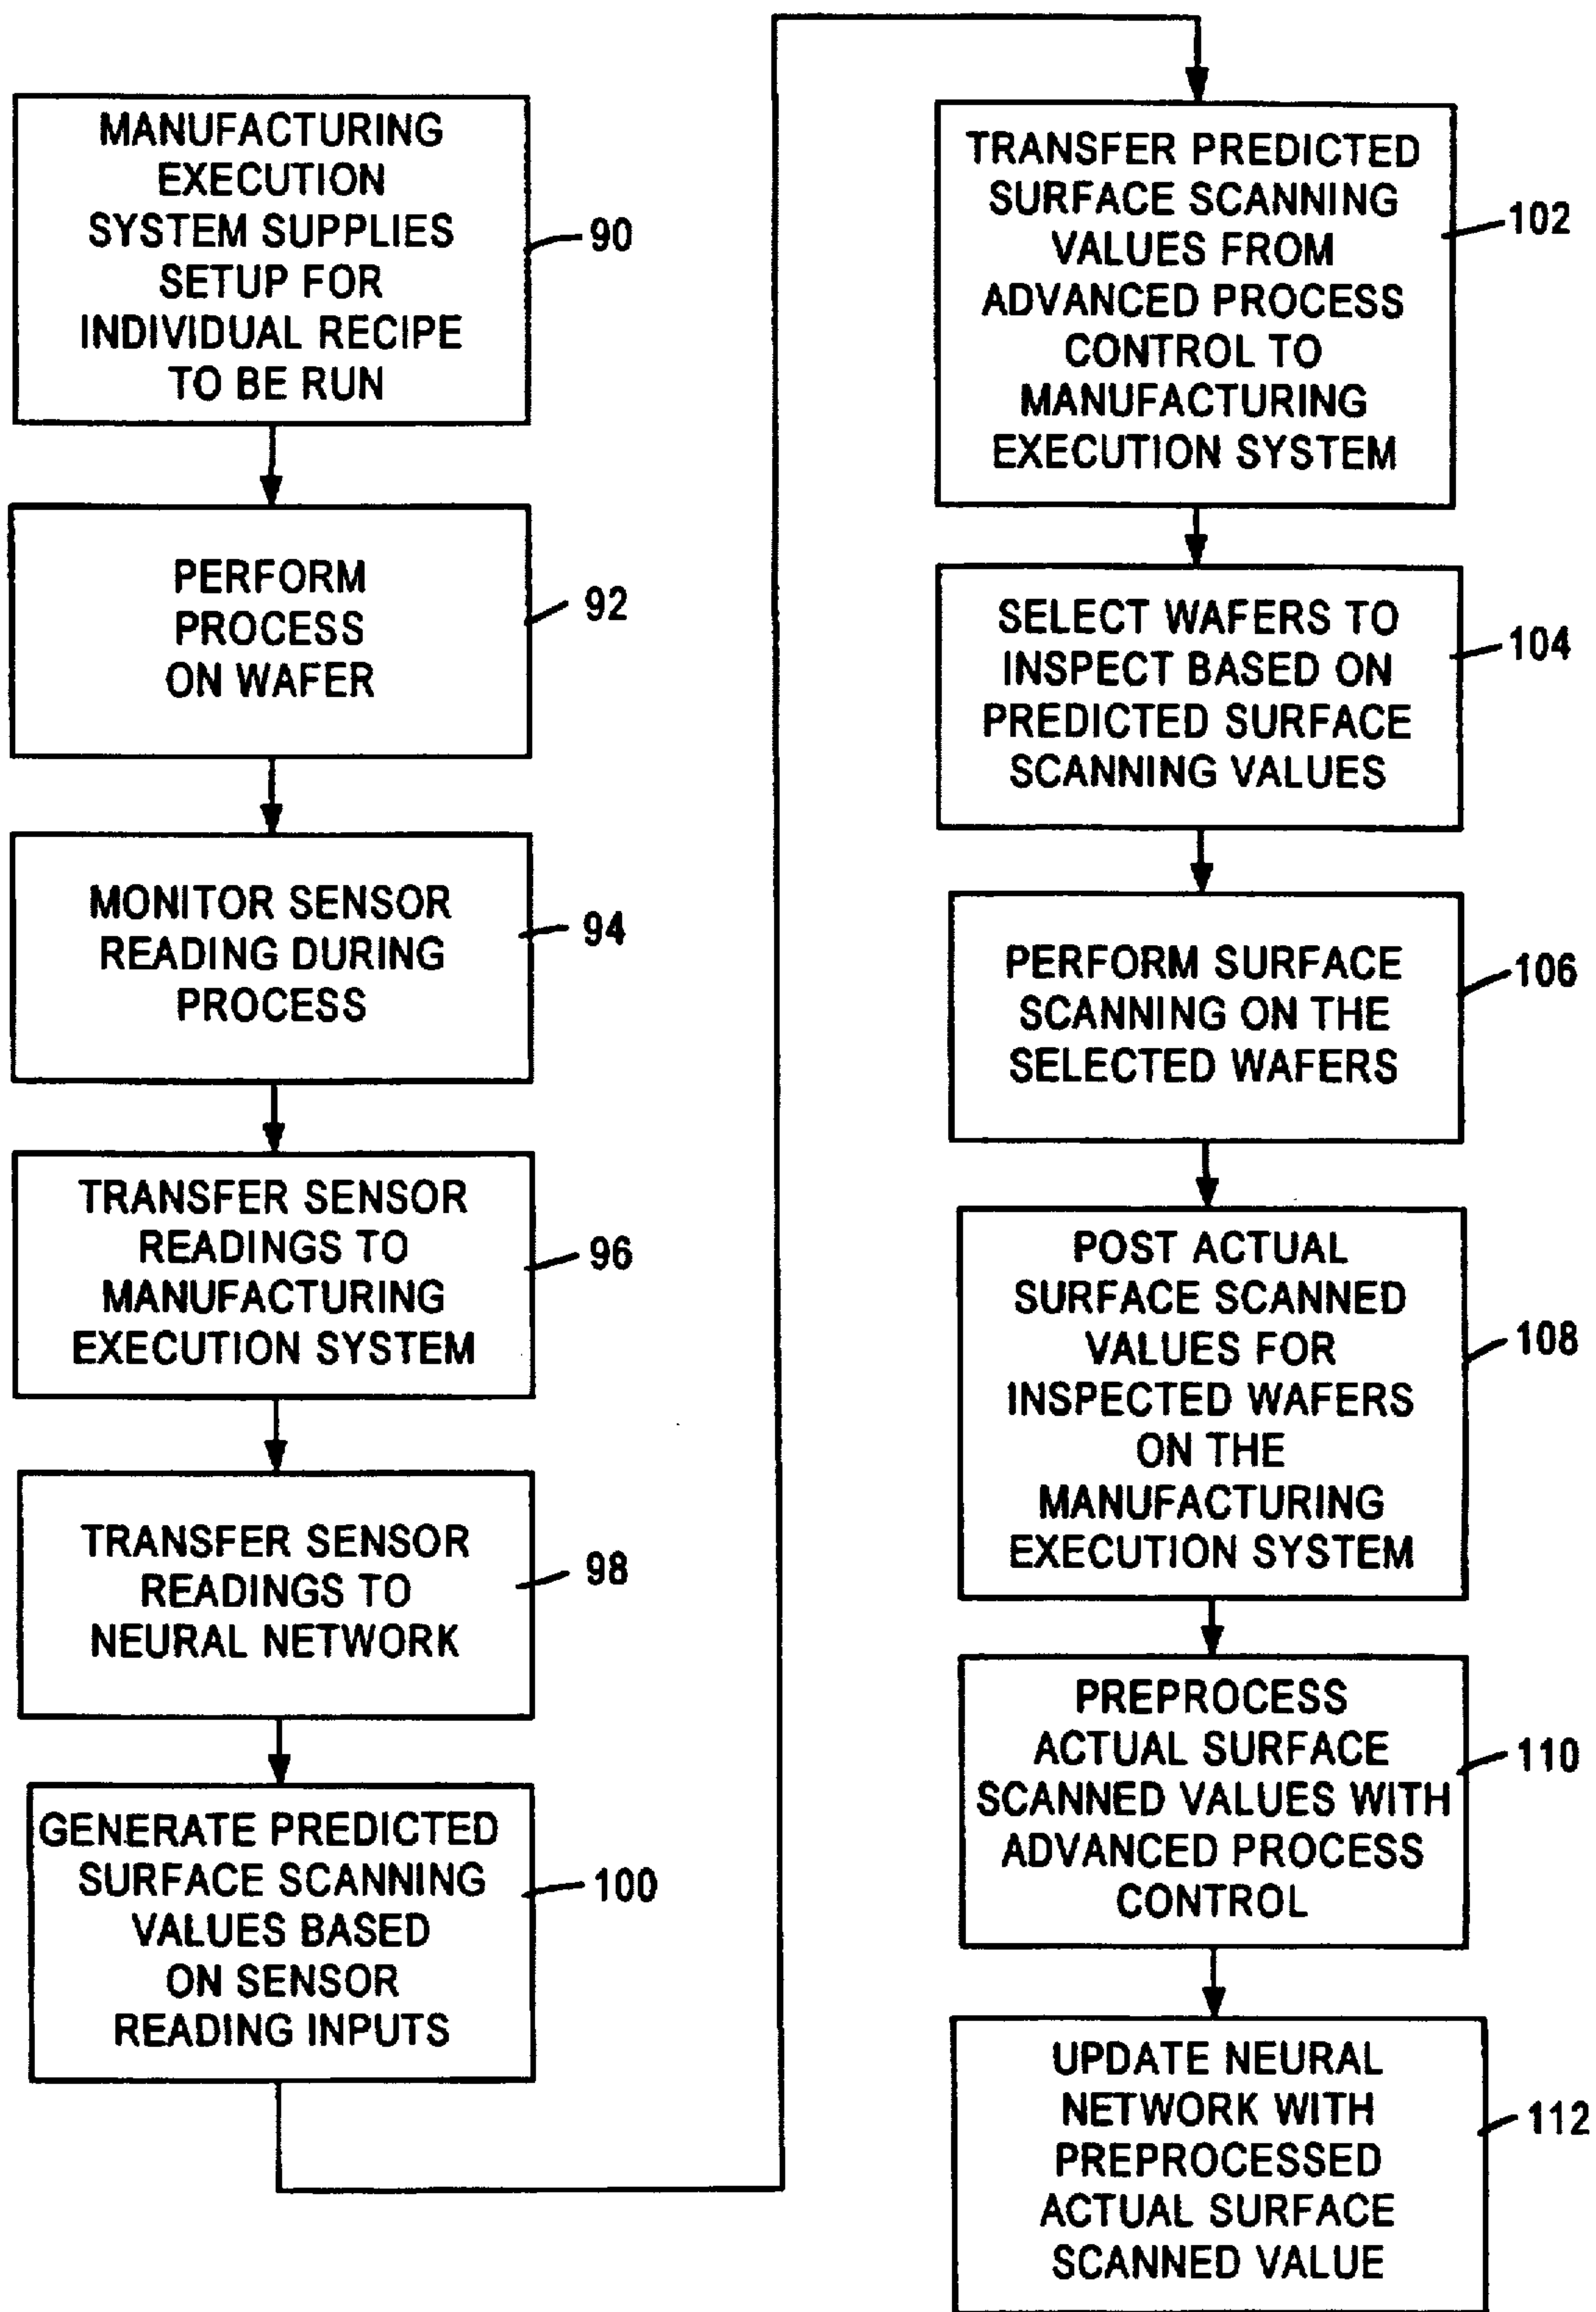 MANUFACTURING
EXECUTION
SYSTEM SUPPLIES
SETUP FOR
INDIVIDUAL RECIPE
TO BE RUN
90
PERFORM
PROCESS
ON WAFER
92
MONITOR SENSOR
READING DURING
PROCESS
94
TRANSFER SENSOR
READINGS TO
MANUFACTURING
EXECUTION SYSTEM
96
TRANSFER SENSOR
READINGS TO
NEURAL NETWORK
98
GENERATE PREDICTED
SURFACE SCANNING
VALUES BASED
ON SENSOR
READING INPUTS
100
TRANSFER PREDICTED
SURFACE SCANNING
VALUES FROM
ADVANCED PROCESS
CONTROL TO
MANUFACTURING
EXECUTION SYSTEM
102
SELECT WAFERS TO
INSPECT BASED ON
PREDICTED SURFACE
SCANNING VALUES
104
PERFORM SURFACE
SCANNING ON THE
SELECTED WAFERS
106
POST ACTUAL
SURFACE SCANNED
VALUES FOR
INSPECTED WAFERS
ON THE
MANUFACTURING
EXECUTION SYSTEM
108
PREPROCESS
ACTUAL SURFACE
SCANNED VALUES WITH
ADVANCED PROCESS
CONTROL
110
UPDATE NEURAL
NETWORK WITH
PREPROCESSED
ACTUAL SURFACE
SCANNED VALUE
112